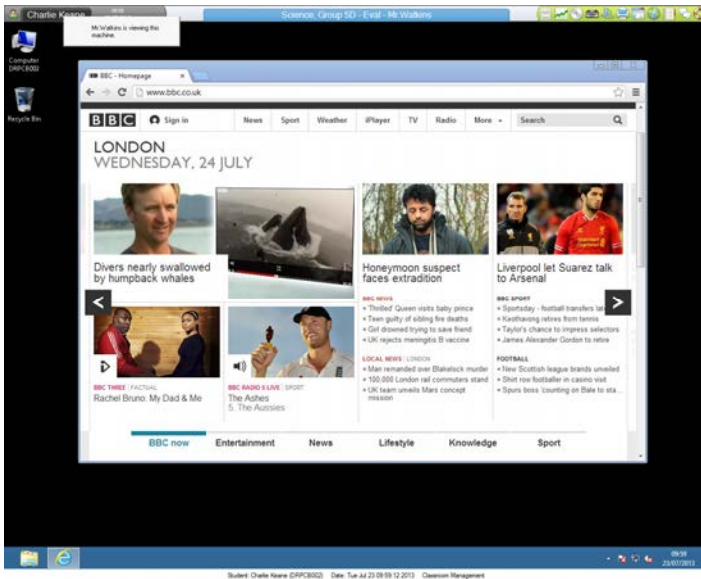 Charlie Keane
Science, Group 5D - Eval - Mr.Watkins
Mr.Watkins is viewing this
machine.
Computer
DRPCB002
Recycle Bin
BBC - Homepage
www.bbc.co.uk
BBC Sign in News Sport Weather iPlayer TV Radio More Search
LONDON
WEDNESDAY, 24 JULY
Divers nearly swallowed
by humpback whales
Honeymoon suspect
faces extradition
BBC NEWS
'Thrilled' Queen visits baby prince
Teen guilty of sibling fire deaths
Girl drowned trying to save friend
UK rejects meningitis B vaccine
LOCAL NEWS | LONDON
Man remanded over Blakelock murder
100,000 London rail commuters stand
UK team unveils Mars concept
mission
Liverpool let Suarez talk
to Arsenal
BBC SPORT
Sportsday - football transfers
Keothavong retires from tennis
Taylor's chance to impress selectors
James Alexander Gordon to retire
FOOTBALL
New Scottish league brands unveiled
Shirt row footballer in casino visit
Spurs boss 'counting on Bale to sta...
BBC THREE | FACTUAL
Rachel Bruno: My Dad & Me
BBC RADIO 5 LIVE | SPORT
The Ashes
5. The Aussies
BBC now Entertainment News Lifestyle Knowledge Sport
09:59
23/07/2013
Student: Charlie Keane (DRPCB002) Date: Tue Jul 23 09:59:12 2013 Classroom Management